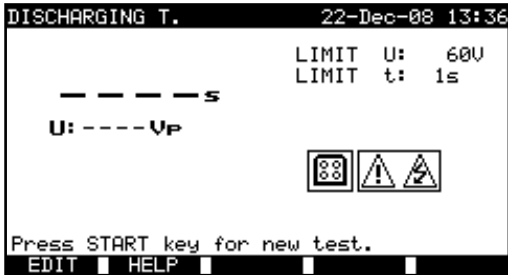 DISCHARGING T. 22-Dec-08 13:36
LIMIT U: 60V
LIMIT t: 1s
----s
U:----Vp
Press START key for new test.
EDIT HELP